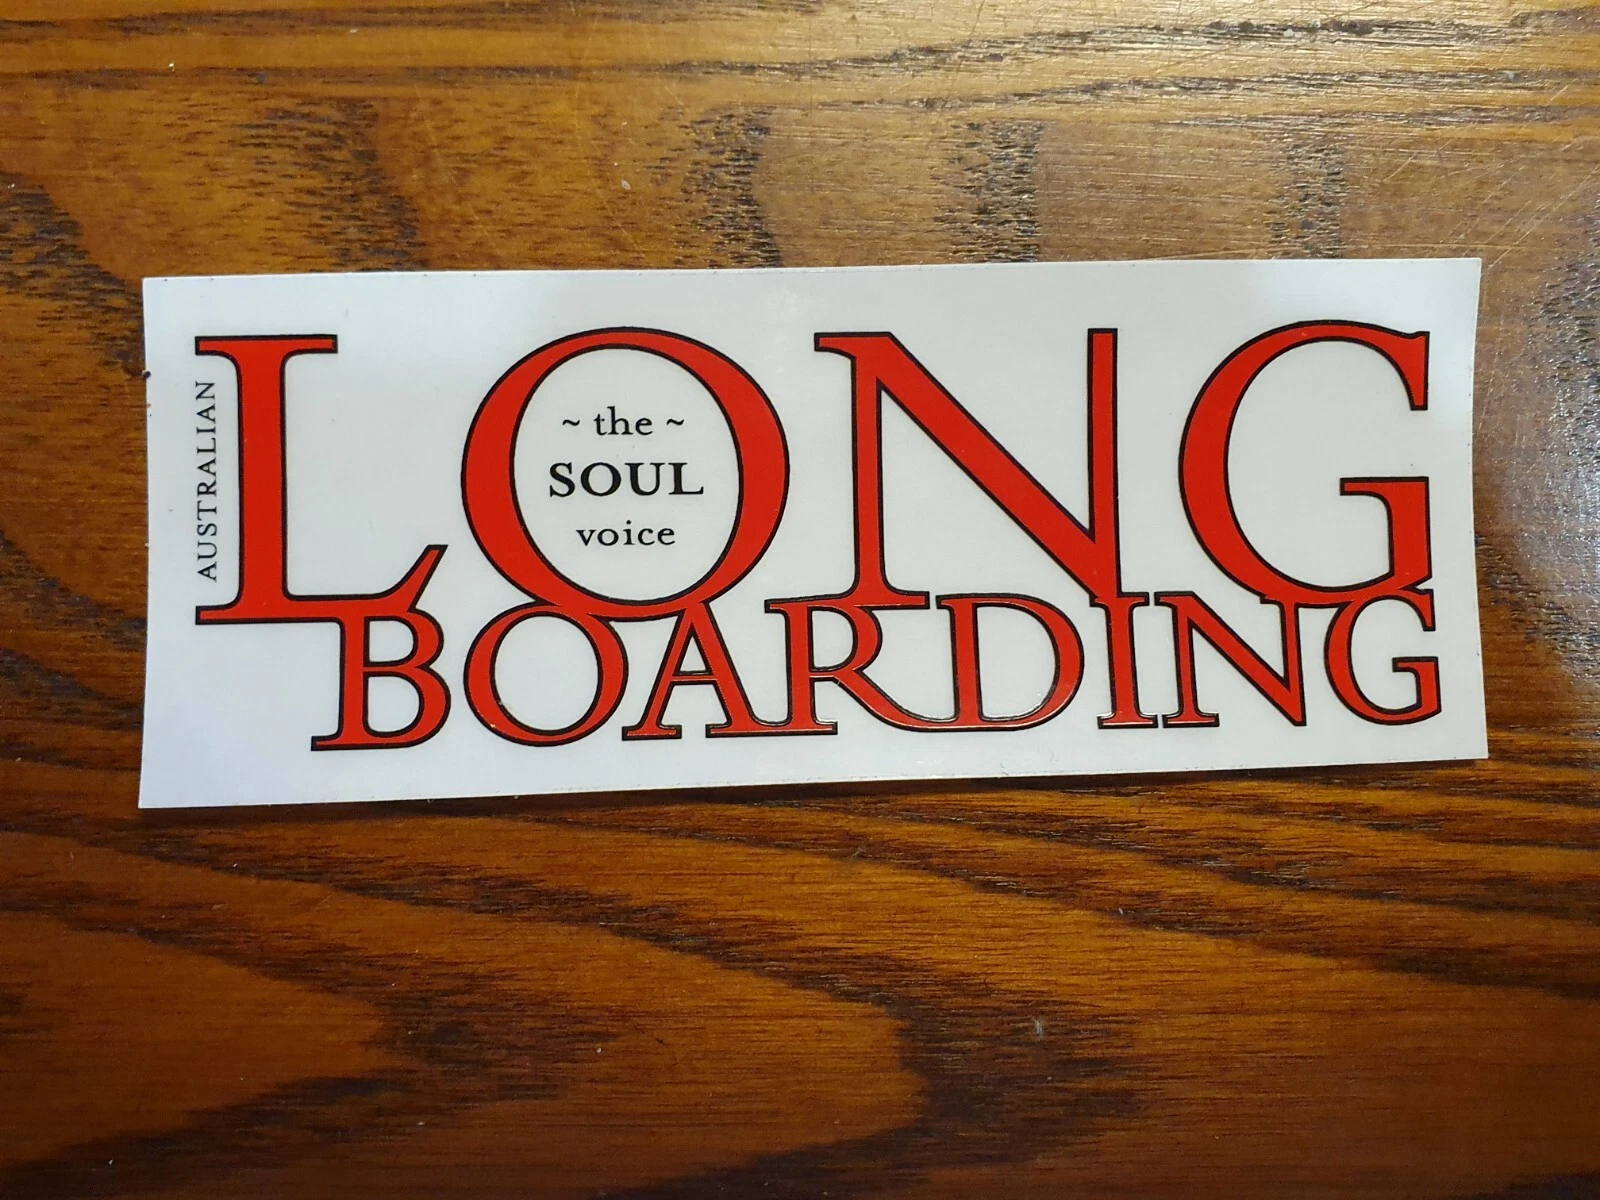 AUSTRALIAN
LONG
~ the ~
SOUL
voice
BOARDING